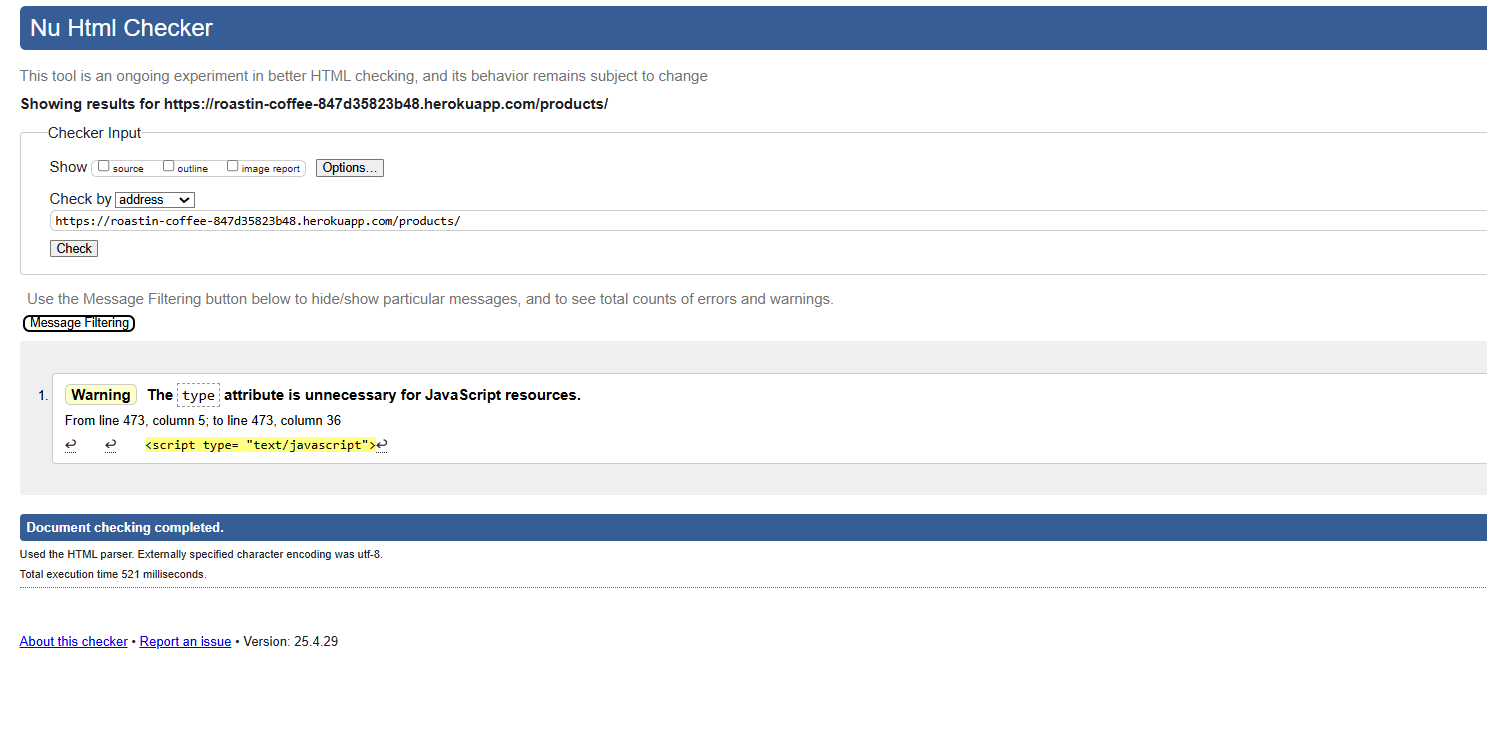 Nu Html Checker
This tool is an ongoing experiment in better HTML checking, and its behavior remains subject to change
Showing results for https://roastin-coffee-847d35823b48.herokuapp.com/products/
Checker Input
Show source outline image report Options...
Check by address
https://roastin-coffee-847d35823b48.herokuapp.com/products/
Check
Use the Message Filtering button below to hide/show particular messages, and to see total counts of errors and warnings.
Message Filtering
1. Warning The type attribute is unnecessary for JavaScript resources.
From line 473, column 5; to line 473, column 36
↩ ↩ <script type= "text/javascript">↩
Document checking completed.
Used the HTML parser. Externally specified character encoding was utf-8.
Total execution time 521 milliseconds.
About this checker • Report an issue • Version: 25.4.29